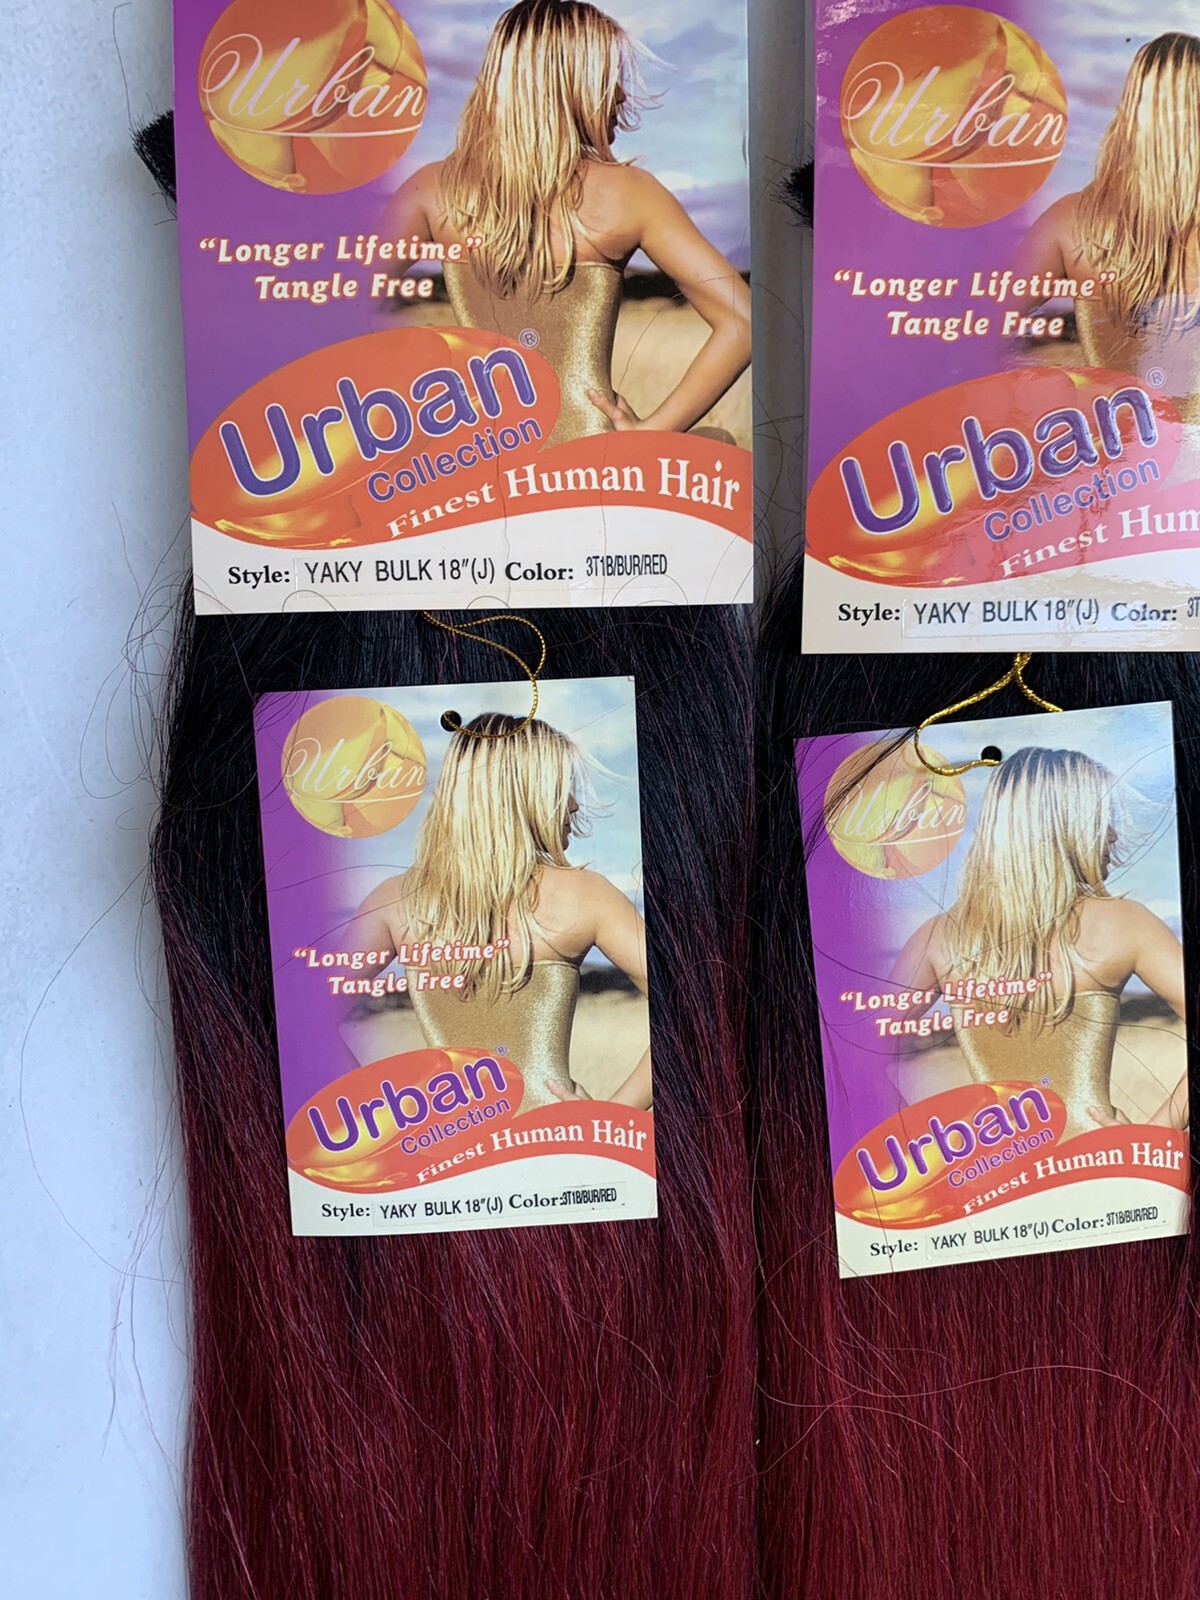 Urban
"Longer Lifetime"
Tangle Free
Urban®
Collection
Finest Human Hair
Style: YAKY BULK 18"(J) Color: 3T1B/BUR/RED
Urban
"Longer Lifetime"
Tangle Free
Urban®
Collection
Finest Hum
Style: YAKY BULK 18"(J) Color: 3T
Urban
"Longer Lifetime"
Tangle Free
Urban®
Collection
Finest Human Hair
Style: YAKY BULK 18"(J) Color:3T1B/BUR/RED
Urban
"Longer Lifetime"
Tangle Free
Urban®
Collection
Finest Human Hair
Style: YAKY BULK 18"(J) Color: 3T1B/BUR/RED